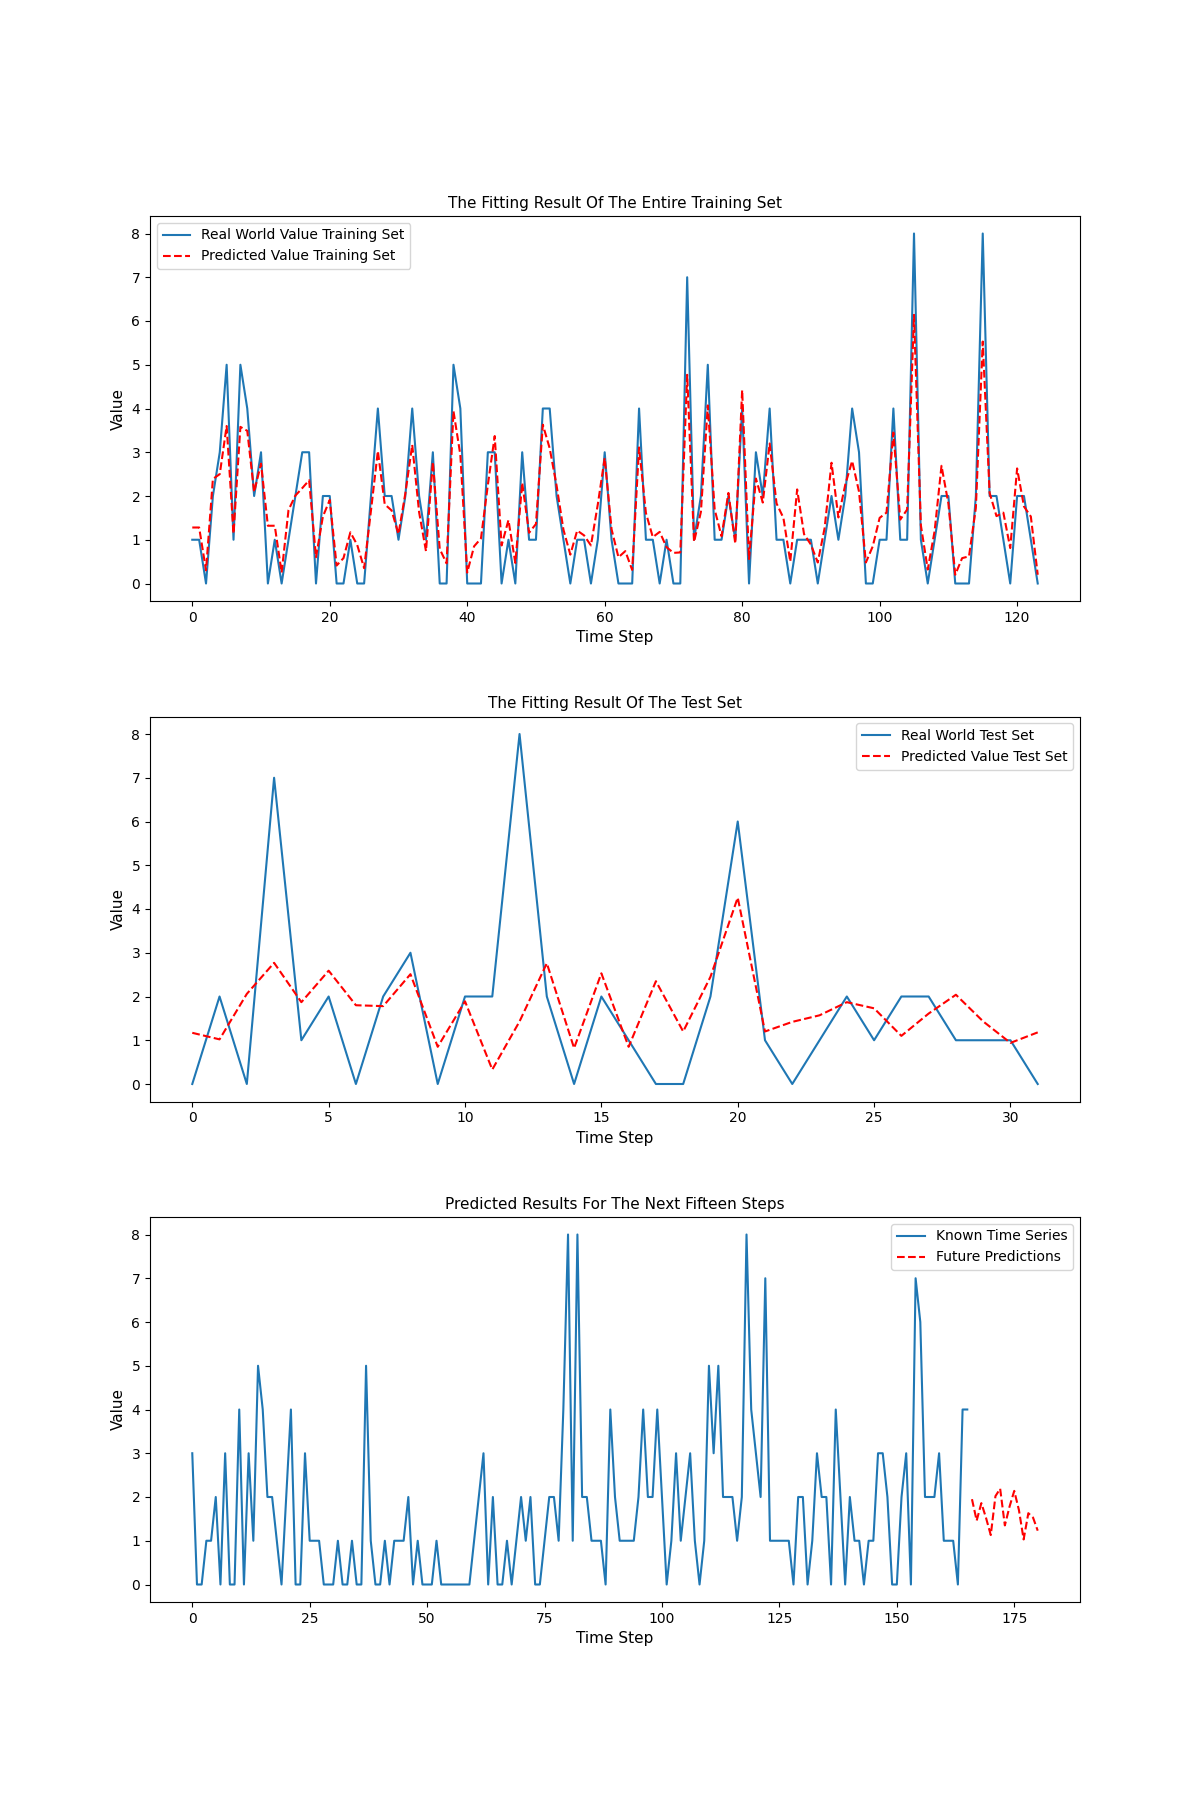 The Fitting Result Of The Entire Training Set
Real World Value Training Set
Predicted Value Training Set
8
7
6
5
4
3
2
1
0
Value
0 20 40 60 80 100 120
Time Step
The Fitting Result Of The Test Set
Real World Test Set
Predicted Value Test Set
8
7
6
5
4
3
2
1
0
Value
0 5 10 15 20 25 30
Time Step
Predicted Results For The Next Fifteen Steps
Known Time Series
Future Predictions
8
7
6
5
4
3
2
1
0
Value
0 25 50 75 100 125 150 175
Time Step